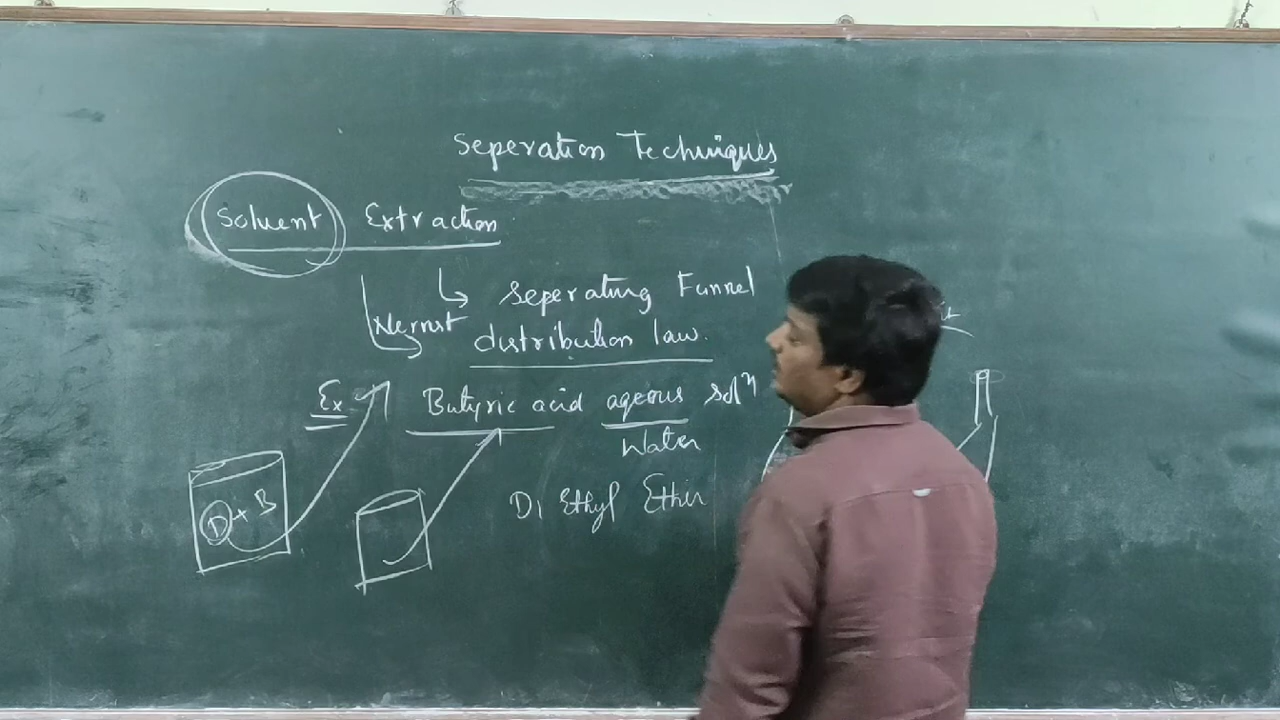 Seperation Techniques
Solvent Extraction
Seperating Funnel
Nernst
distribution law.
Ex Butyric acid aqeous solⁿ
Water
D + B
Di Ethyl Ether